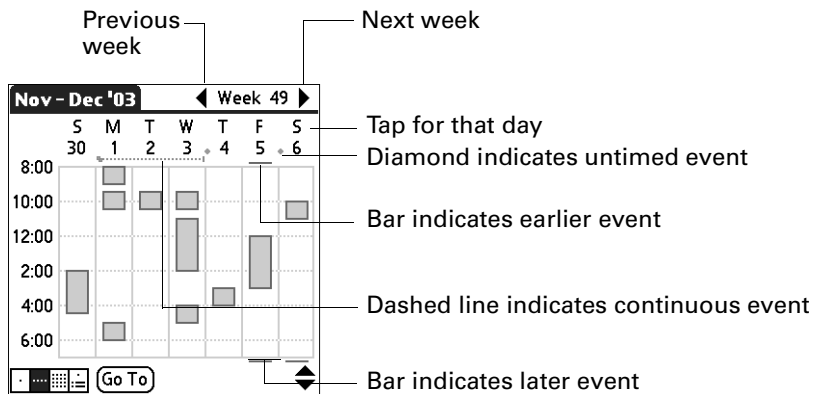 Previous
week
Next week
Nov - Dec '03
Week 49
S M T W T F S
30 1 2 3 4 5 6
Tap for that day
Diamond indicates untimed event
8:00
10:00
Bar indicates earlier event
12:00
2:00
4:00
Dashed line indicates continuous event
6:00
Go To
Bar indicates later event